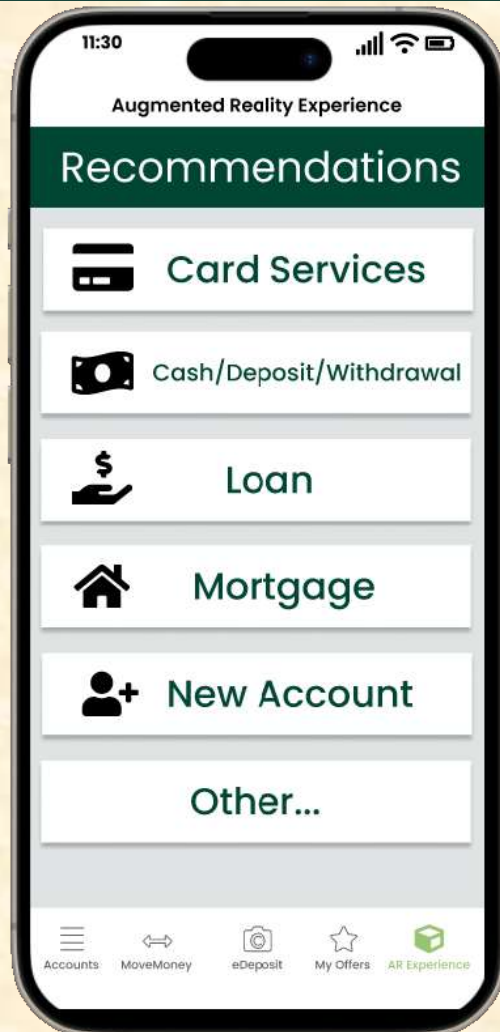 11:30
Augmented Reality Experience
Recommendations
Card Services
Cash/Deposit/Withdrawal
$
Loan
Mortgage
New Account
Other...
Accounts
MoveMoney
eDeposit
My Offers
AR Experience